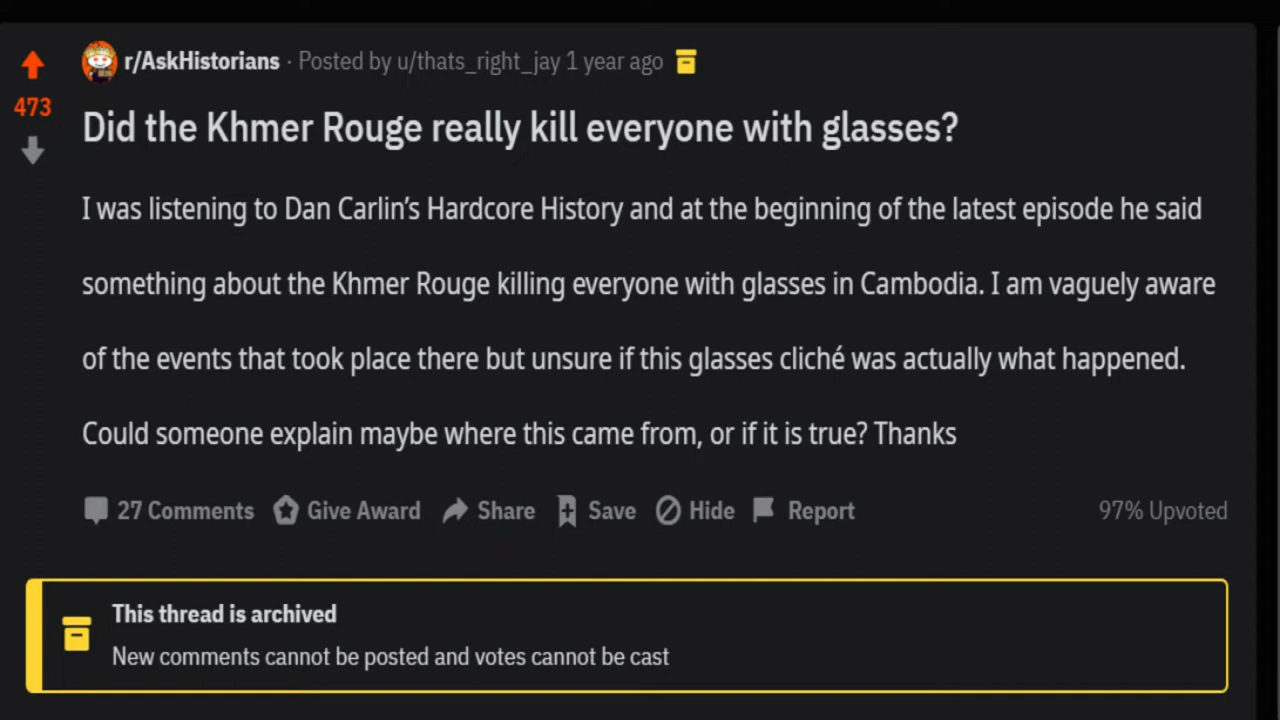 r/AskHistorians · Posted by u/thats_right_jay 1 year ago
473
Did the Khmer Rouge really kill everyone with glasses?
I was listening to Dan Carlin’s Hardcore History and at the beginning of the latest episode he said
something about the Khmer Rouge killing everyone with glasses in Cambodia. I am vaguely aware
of the events that took place there but unsure if this glasses cliché was actually what happened.
Could someone explain maybe where this came from, or if it is true? Thanks
27 Comments Give Award Share Save Hide Report 97% Upvoted
This thread is archived
New comments cannot be posted and votes cannot be cast